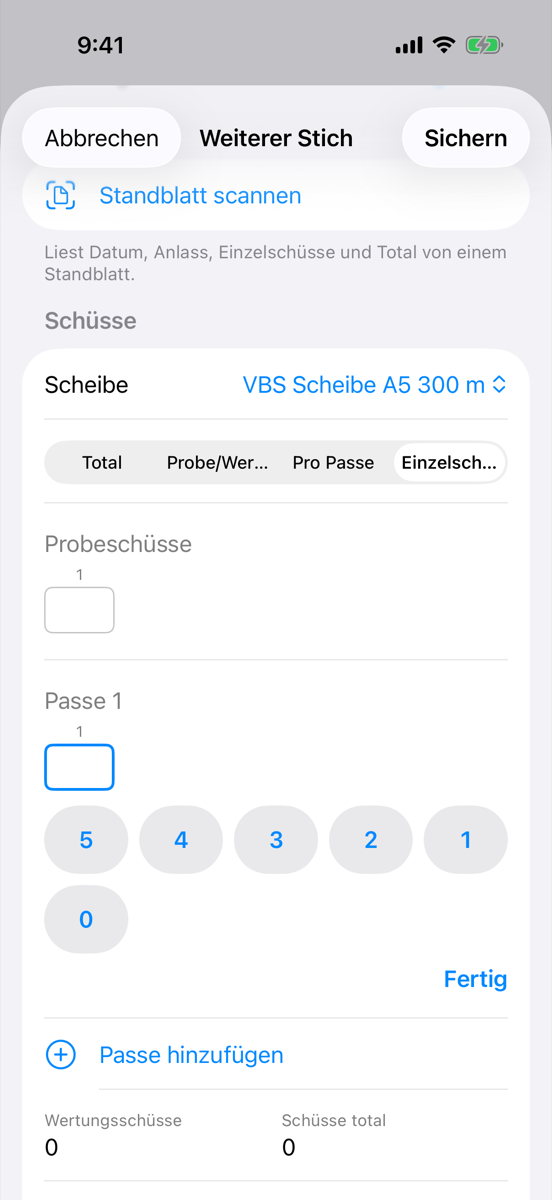 9:41
Abbrechen
Weiterer Stich
Sichern
Standblatt scannen
Liest Datum, Anlass, Einzelschüsse und Total von einem
Standblatt.
Schüsse
Scheibe
VBS Scheibe A5 300 m
Total
Probe/Wer...
Pro Passe
Einzelsch...
Probeschüsse
1
Passe 1
1
5
4
3
2
1
0
Fertig
Passe hinzufügen
Wertungsschüsse
Schüsse total
0
0